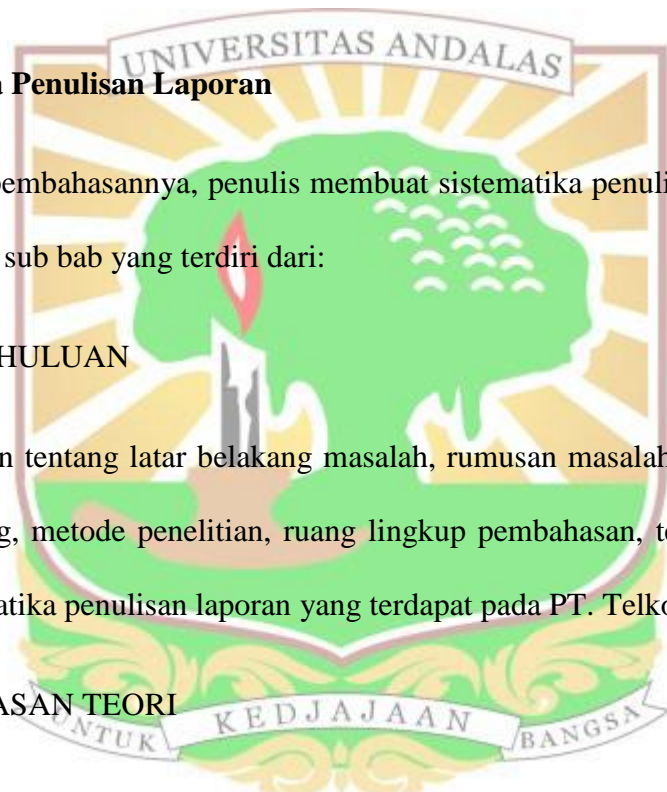 UNIVERSITAS ANDALAS
a Penulisan Laporan
pembahasannya, penulis membuat sistematika penuli
sub bab yang terdiri dari:
HULUAN
n tentang latar belakang masalah, rumusan masalah
g, metode penelitian, ruang lingkup pembahasan, te
atika penulisan laporan yang terdapat pada PT. Telko
ASAN TEORI
UNTUK KEDJAJAAN BANGSA